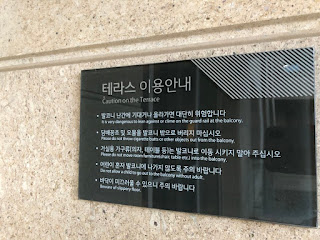 테라스 이용안내
Caution on the Terrace
• 발코니 난간에 기대거나 올라가면 대단히 위험합니다
It is very dangerous to lean against or climb on the guard rail at the balcony.
• 담배꽁초 및 오물을 발코니 밖으로 버리지 마십시오
Please do not throw cigarette butts or other objects out from the balcony.
• 거실용 가구류(의자, 테이블 등)는 발코니로 이동 시키지 말아 주십시오
Please do not move room furniture(chair, table etc.) into the balcony.
• 어린이 혼자 발코니에 나가지 않도록 주의 바랍니다
Do not allow a child to go out to the balcony without adult.
• 바닥이 미끄러울 수 있으니 주의 바랍니다
Beware of slippery floor.